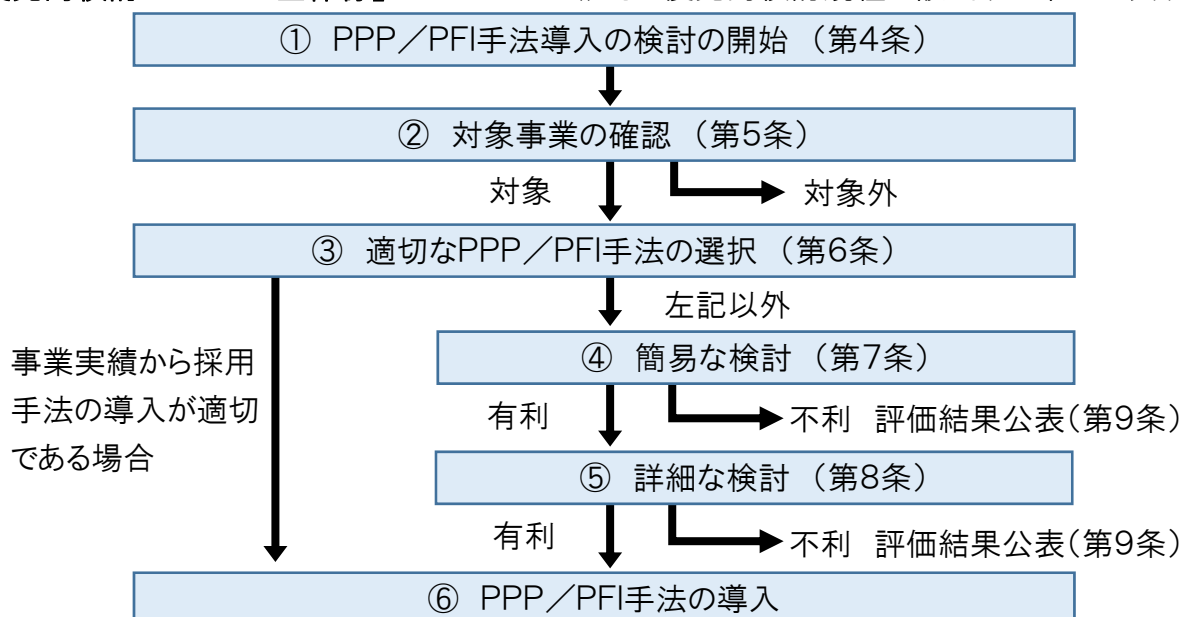 ① PPP／PFI手法導入の検討の開始 （第4条）
② 対象事業の確認 （第5条）
対象
対象外
③ 適切なPPP／PFI手法の選択 （第6条）
左記以外
事業実績から採用
手法の導入が適切
である場合
④ 簡易な検討 （第7条）
有利
不利 評価結果公表(第9条)
⑤ 詳細な検討 （第8条）
有利
不利 評価結果公表(第9条)
⑥ PPP／PFI手法の導入